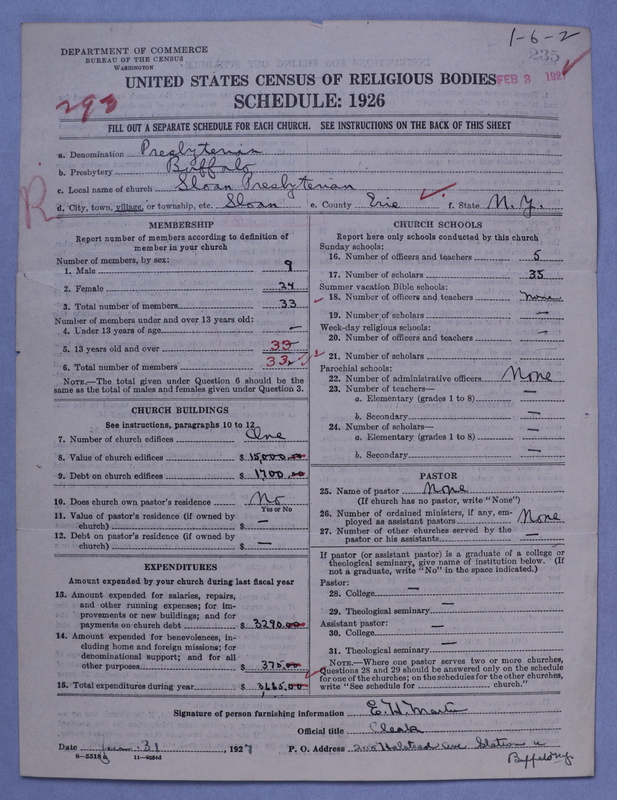 1-6-2
235
DEPARTMENT OF COMMERCE
BUREAU OF THE CENSUS
WASHINGTON
UNITED STATES CENSUS OF RELIGIOUS BODIES
FEB 3 192
293
SCHEDULE: 1926
FILL OUT A SEPARATE SCHEDULE FOR EACH CHURCH. SEE INSTRUCTIONS ON THE BACK OF THIS SHEET
a. Denomination Presbyterian
b. Presbytery Buffalo
c. Local name of church Sloan Presbyterian
R
d. City, town, village, or township, etc. Sloan e. County Erie f. State N. Y.
MEMBERSHIP
Report number of members according to definition of
member in your church
Number of members, by sex:
1. Male 9
2. Female 24
3. Total number of members 33
Number of members under and over 13 years old:
4. Under 13 years of age —
5. 13 years old and over 33
6. Total number of members 33
NOTE.—The total given under Question 6 should be the
same as the total of males and females given under Question 3.
CHURCH BUILDINGS
See instructions, paragraphs 10 to 12
7. Number of church edifices One
8. Value of church edifices $ 15,000.00
9. Debt on church edifices $ 1700.00
10. Does church own pastor's residence No
Yes or No
11. Value of pastor's residence (if owned by
church) $ —
12. Debt on pastor's residence (if owned by
church) $ —
EXPENDITURES
Amount expended by your church during last fiscal year
13. Amount expended for salaries, repairs,
and other running expenses; for im-
provements or new buildings; and for
payments on church debt $ 3290.00
14. Amount expended for benevolences, in-
cluding home and foreign missions; for
denominational support; and for all
other purposes $ 375.00
15. Total expenditures during year $ 3665.00
CHURCH SCHOOLS
Report here only schools conducted by this church
Sunday schools:
16. Number of officers and teachers 5
17. Number of scholars 35
Summer vacation Bible schools:
18. Number of officers and teachers none
19. Number of scholars —
Week-day religious schools:
20. Number of officers and teachers —
21. Number of scholars
Parochial schools:
22. Number of administrative officers None
23. Number of teachers—
a. Elementary (grades 1 to 8) —
b. Secondary —
24. Number of scholars—
a. Elementary (grades 1 to 8) —
b. Secondary —
PASTOR
25. Name of pastor None
(If church has no pastor, write "None")
26. Number of ordained ministers, if any, em-
ployed as assistant pastors None
27. Number of other churches served by the
pastor or his assistants —
If pastor (or assistant pastor) is a graduate of a college or
theological seminary, give name of institution below. (If
not a graduate, write "No" in the space indicated.)
Pastor:
28. College —
29. Theological seminary —
Assistant pastor:
30. College —
31. Theological seminary —
NOTE.—Where one pastor serves two or more churches,
Questions 28 and 29 should be answered only on the schedule
for one of the churches; on the schedules for the other churches,
write "See schedule for church."
Signature of person furnishing information E. H. Martin
Official title Clerk
Date Jan. 31, 1927 P. O. Address Halstead Ave Station
Buffalo N.Y.
8-5518 11-9054d